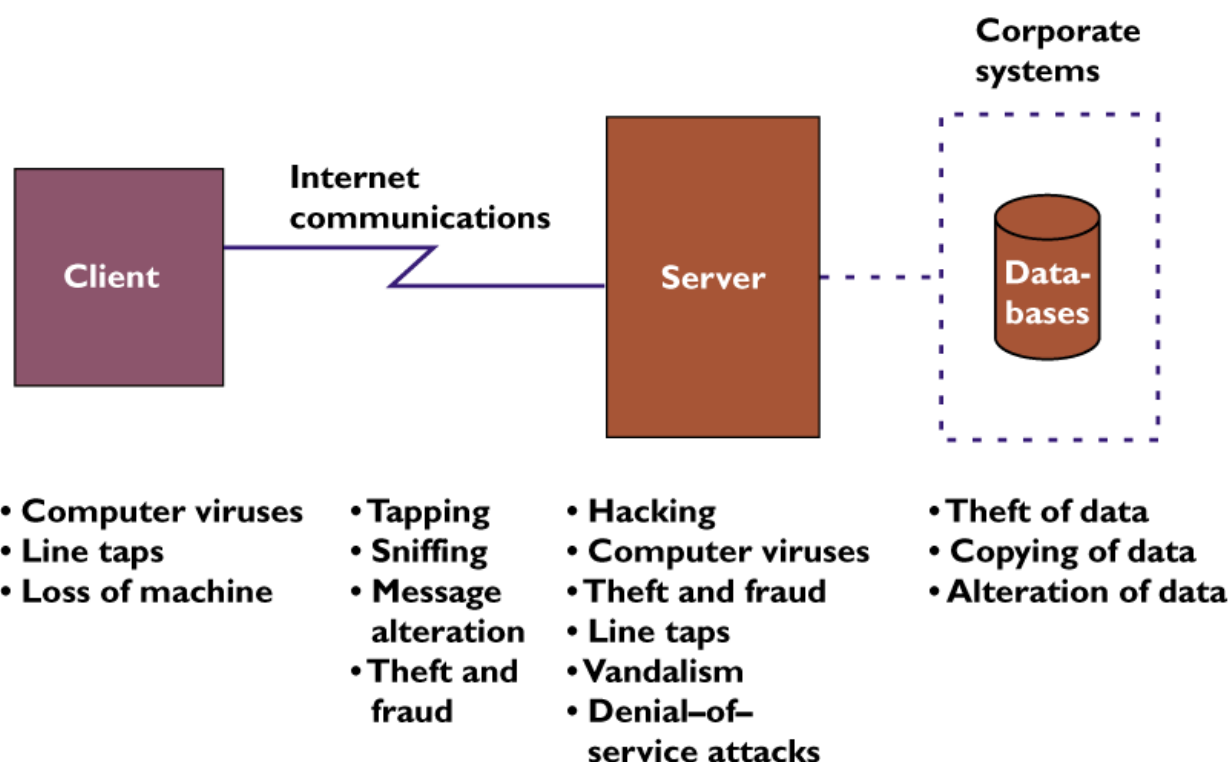 Corporate
systems
Internet
communications
Client
Server
Data-
bases
• Computer viruses
• Line taps
• Loss of machine
• Tapping
• Sniffing
• Message
alteration
• Theft and
fraud
• Hacking
• Computer viruses
• Theft and fraud
• Line taps
• Vandalism
• Denial–of–
service attacks
• Theft of data
• Copying of data
• Alteration of data